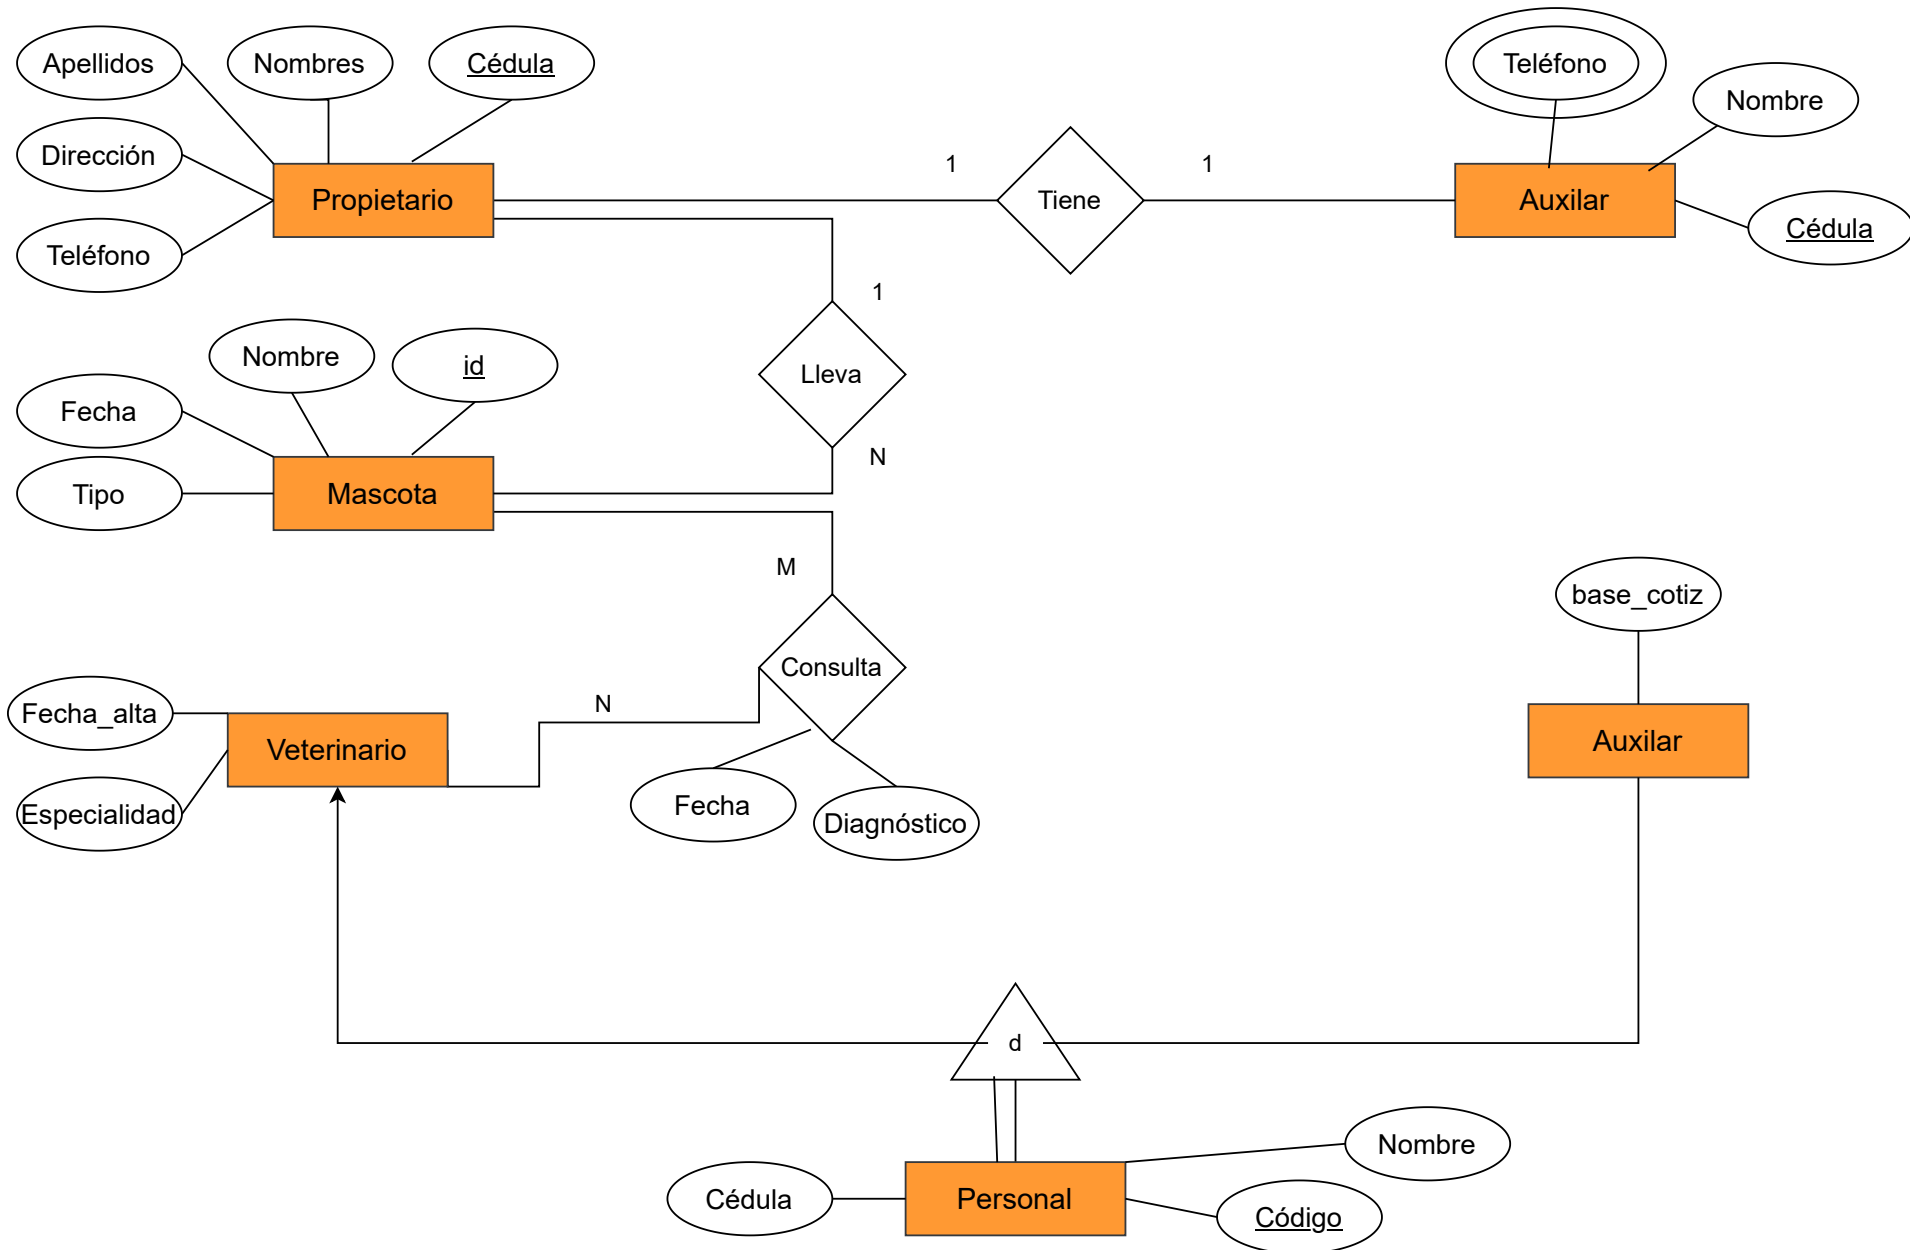 Apellidos
Nombres
Cédula
Teléfono
Nombre
Dirección
Propietario
1
Tiene
1
Auxilar
Teléfono
Cédula
1
Nombre
id
Lleva
Fecha
N
Tipo
Mascota
M
base_cotiz
Consulta
N
Fecha_alta
Veterinario
Auxilar
Especialidad
Fecha
Diagnóstico
d
Nombre
Cédula
Personal
Código